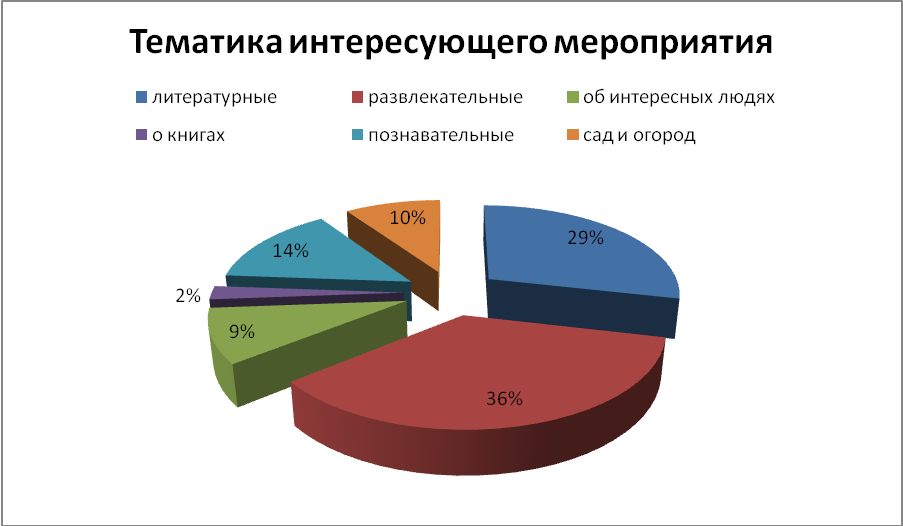 Тематика интересующего мероприятия
литературные развлекательные об интересных людях
о книгах познавательные сад и огород
10%
29%
14%
2%
9%
36%